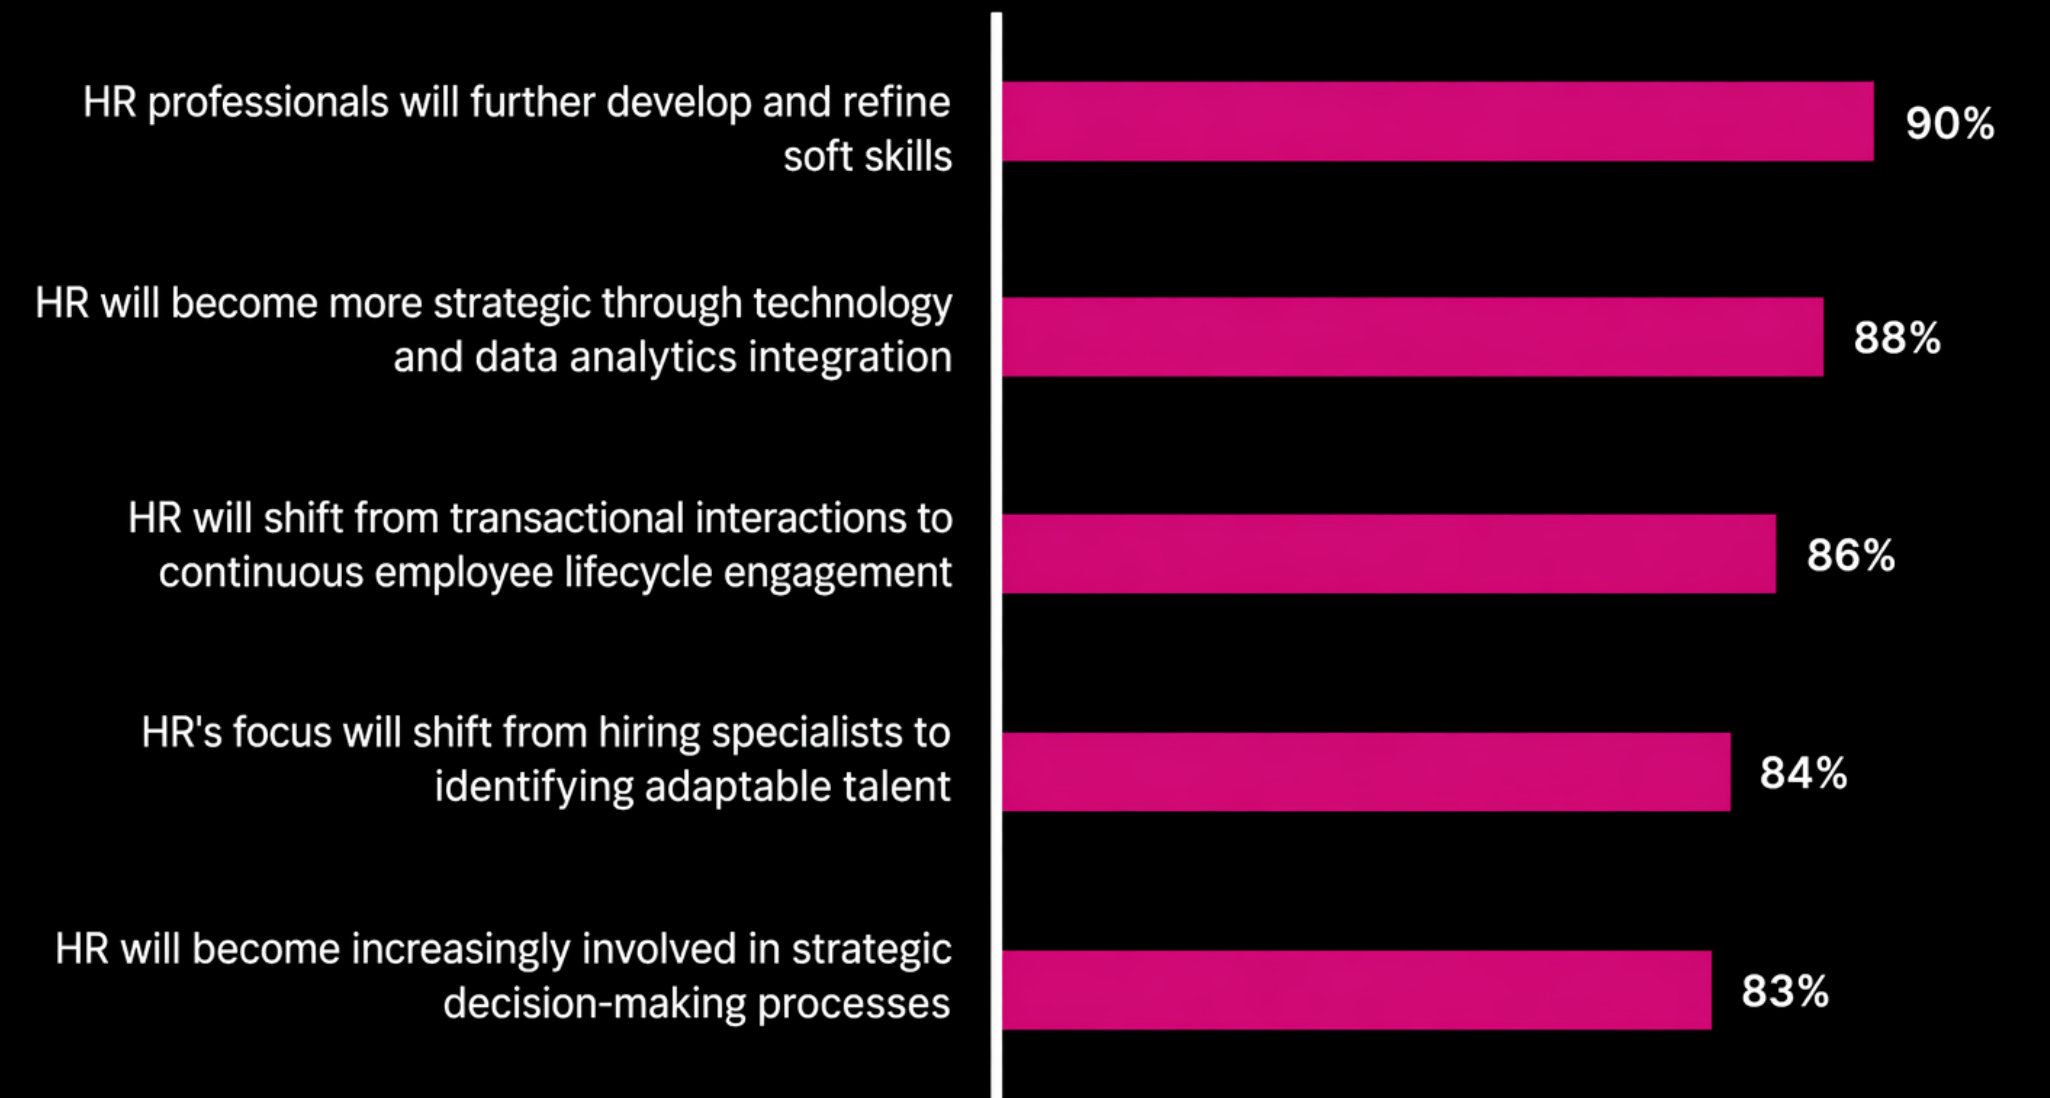 HR professionals will further develop and refine
soft skills
90%
HR will become more strategic through technology
and data analytics integration
88%
HR will shift from transactional interactions to
continuous employee lifecycle engagement
86%
HR's focus will shift from hiring specialists to
identifying adaptable talent
84%
HR will become increasingly involved in strategic
decision-making processes
83%